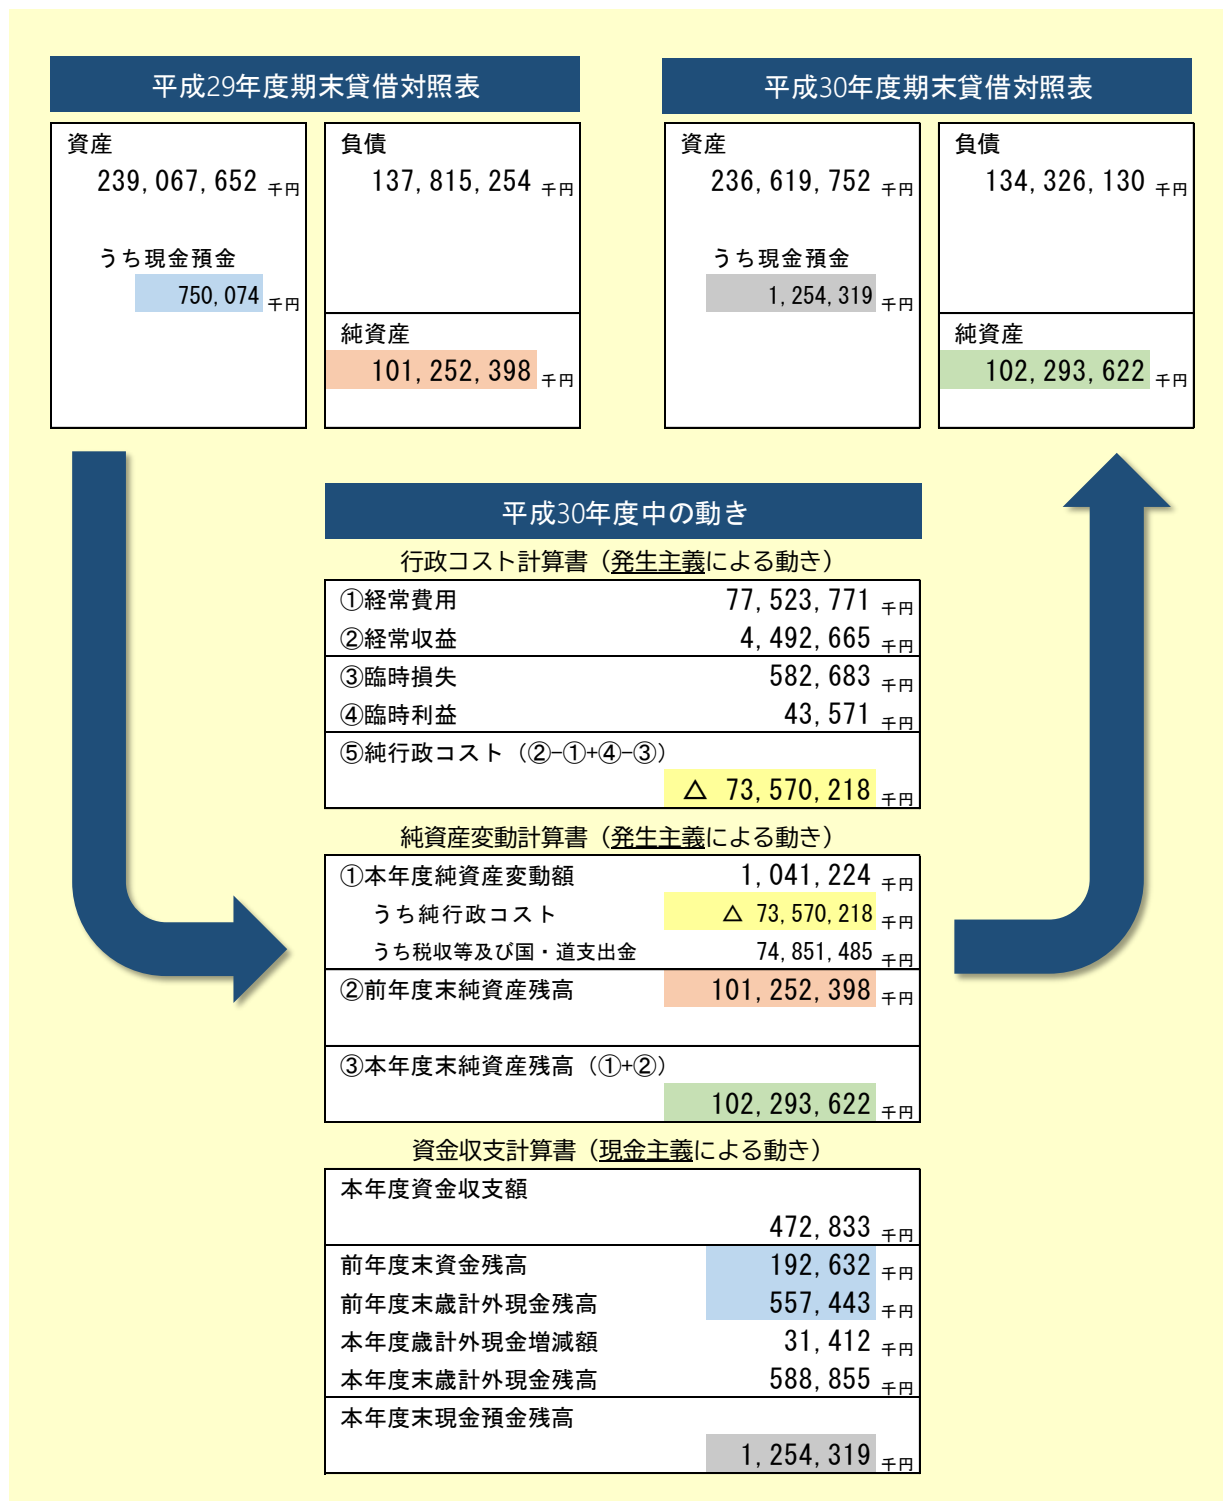 平成29年度期末貸借対照表
資産
239,067,652 千円
うち現金預金
750,074 千円
負債
137,815,254 千円
純資産
101,252,398 千円
平成30年度期末貸借対照表
資産
236,619,752 千円
うち現金預金
1,254,319 千円
負債
134,326,130 千円
純資産
102,293,622 千円
平成30年度中の動き
行政コスト計算書（発生主義による動き）
①経常費用 77,523,771 千円
②経常収益 4,492,665 千円
③臨時損失 582,683 千円
④臨時利益 43,571 千円
⑤純行政コスト（②-①+④-③）
△ 73,570,218 千円
純資産変動計算書（発生主義による動き）
①本年度純資産変動額 1,041,224 千円
うち純行政コスト △ 73,570,218 千円
うち税収等及び国・道支出金 74,851,485 千円
②前年度末純資産残高 101,252,398 千円
③本年度末純資産残高（①+②）
102,293,622 千円
資金収支計算書（現金主義による動き）
本年度資金収支額
472,833 千円
前年度末資金残高 192,632 千円
前年度末歳計外現金残高 557,443 千円
本年度歳計外現金増減額 31,412 千円
本年度末歳計外現金残高 588,855 千円
本年度末現金預金残高
1,254,319 千円